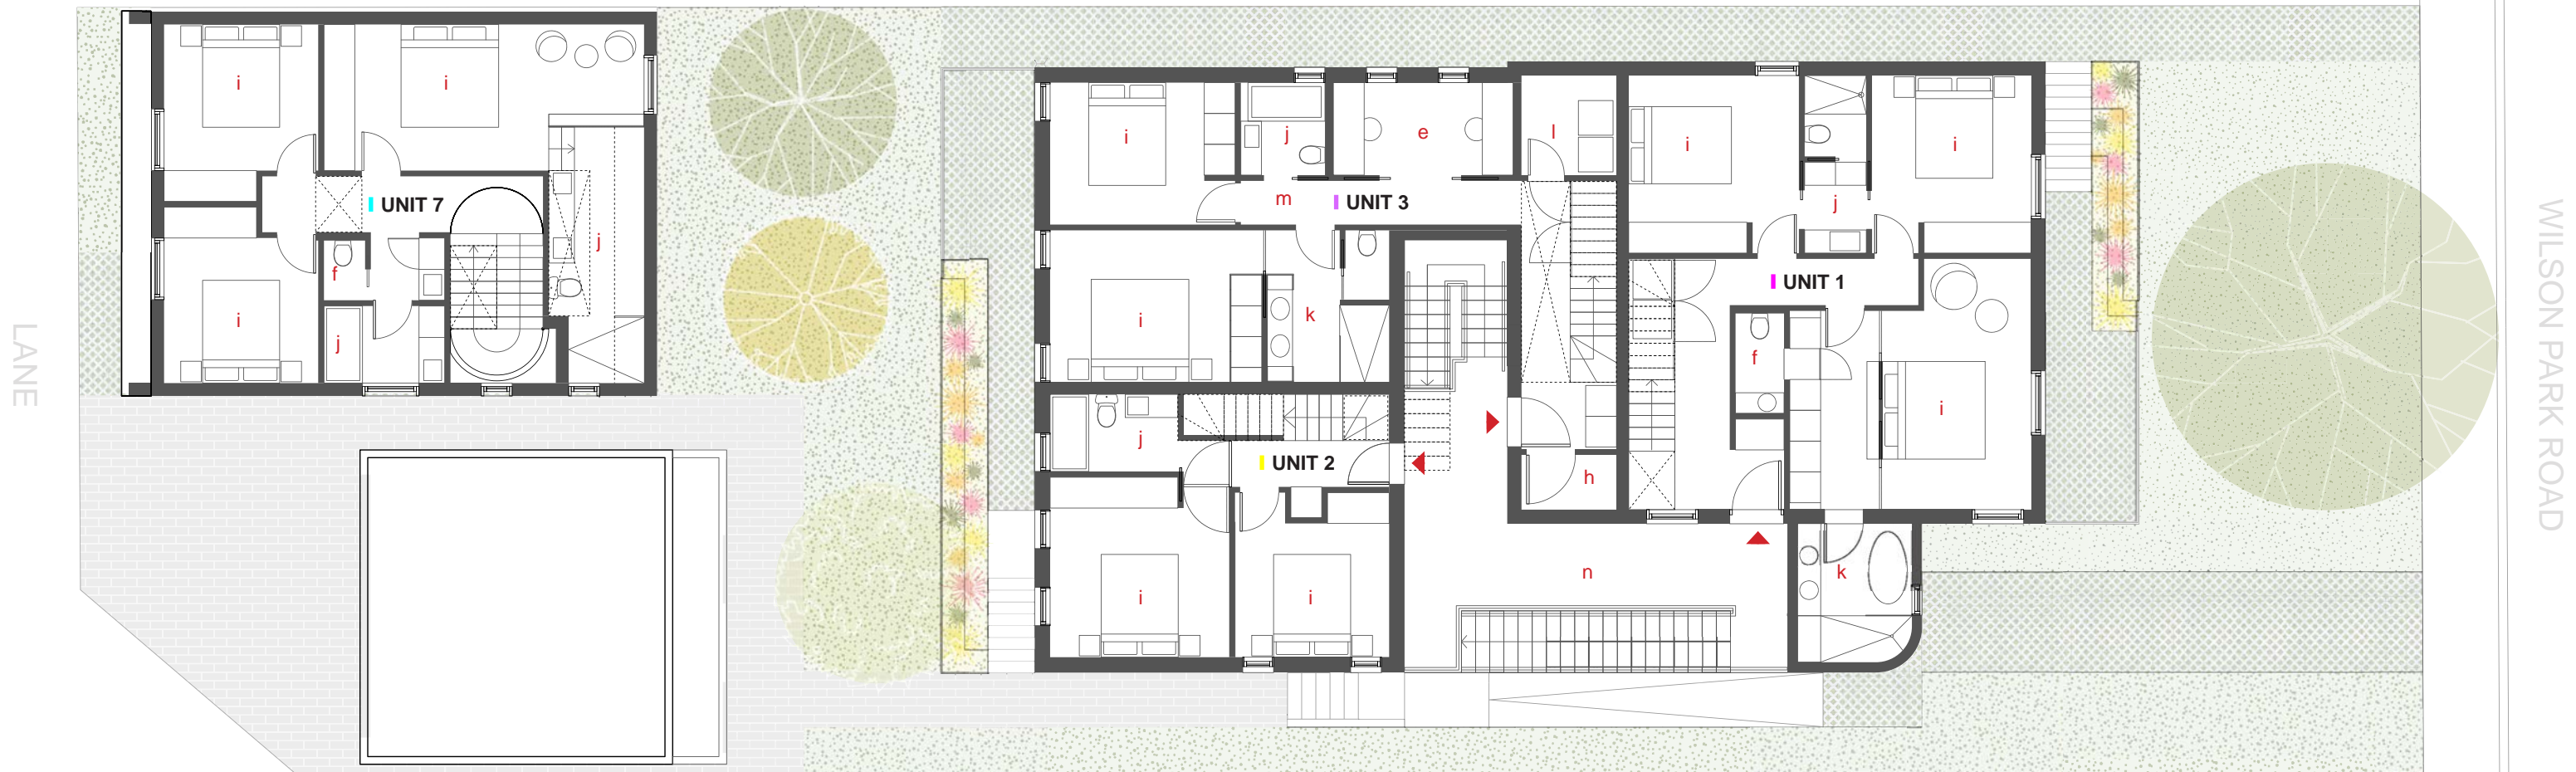 LANE
i
i
UNIT 7
f
j
i
j
i
j
e
l
m
UNIT 3
i
k
j
UNIT 2
i
i
h
n
i
i
j
UNIT 1
f
i
k
WILSON PARK ROAD